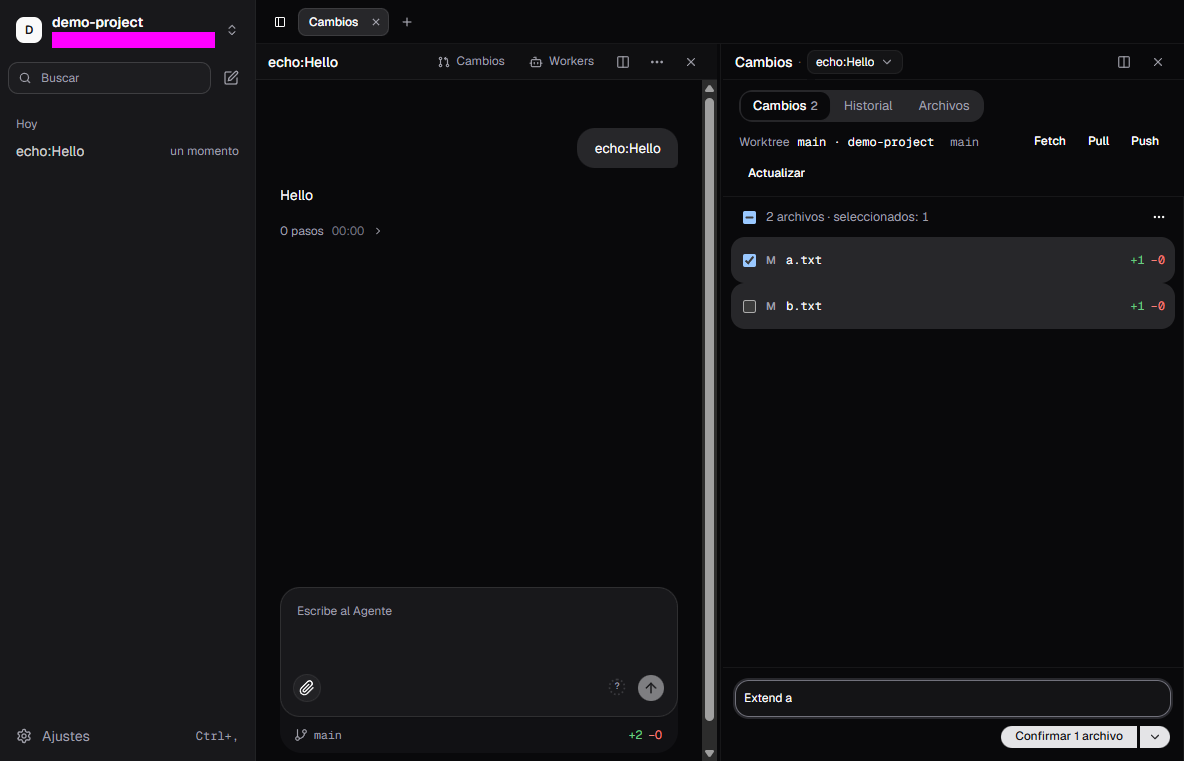 D
demo-project
Buscar
Hoy
echo:Hello un momento
Ajustes Ctrl+,
Cambios
echo:Hello Cambios Workers
echo:Hello
Hello
0 pasos 00:00
Escribe al Agente
?
main +2 −0
Cambios · echo:Hello
Cambios 2 Historial Archivos
Worktree main · demo-project main Fetch Pull Push
Actualizar
2 archivos · seleccionados: 1
M a.txt +1 −0
M b.txt +1 −0
Extend a
Confirmar 1 archivo